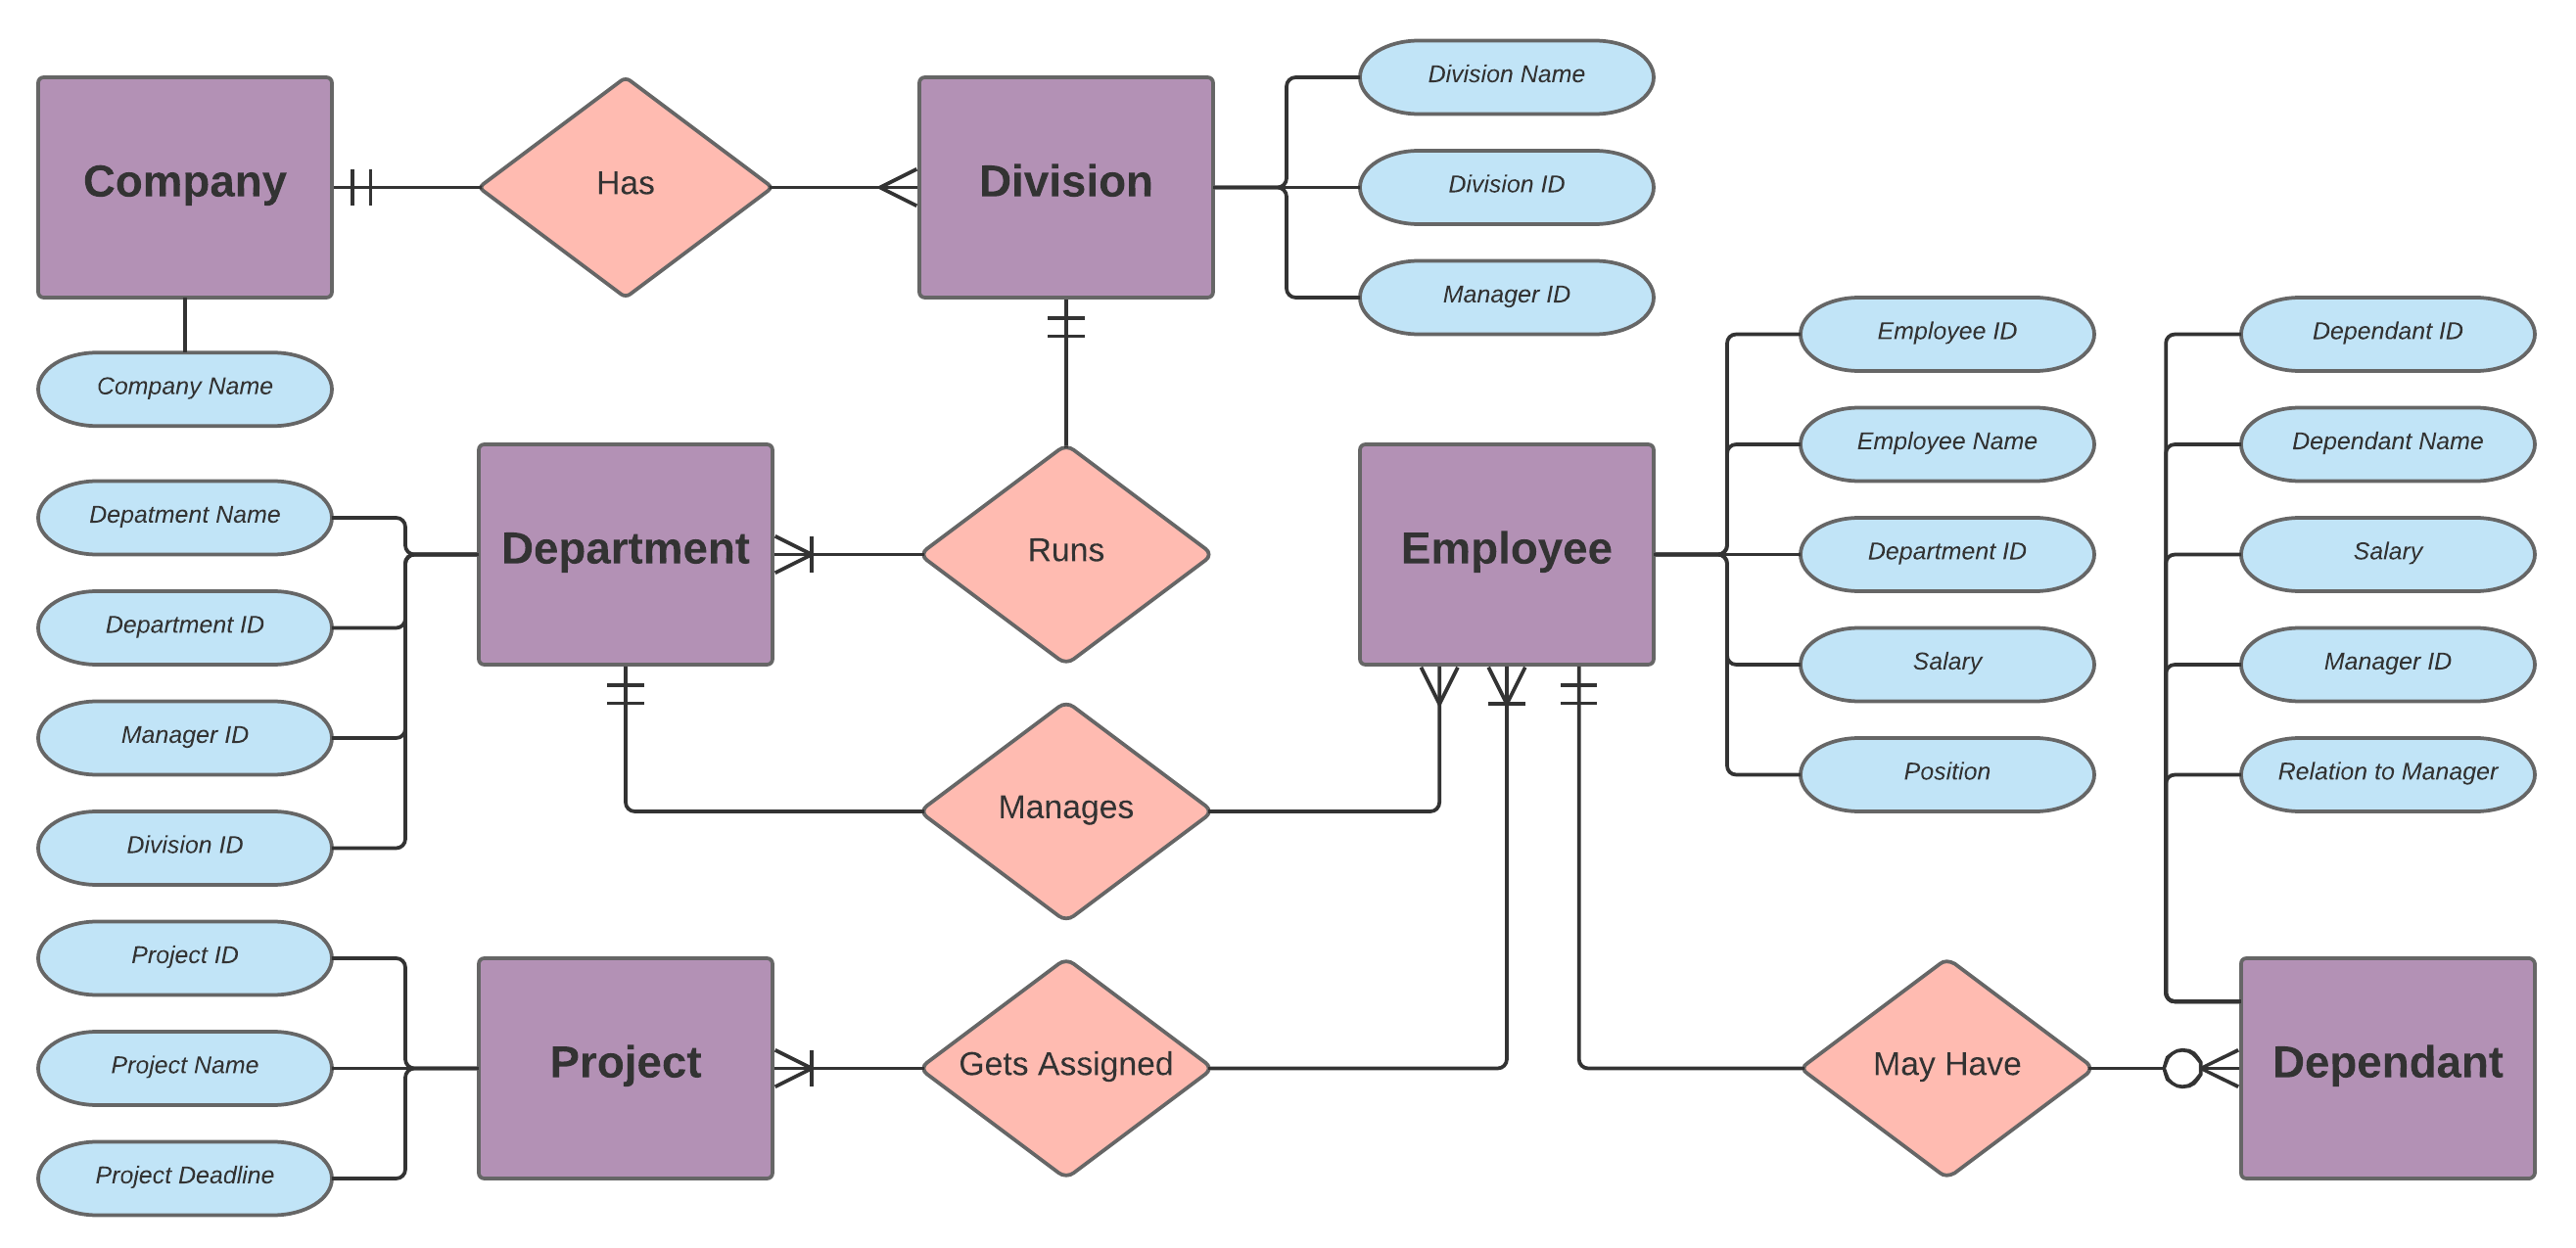 Company
Has
Division
Division Name
Division ID
Manager ID
Company Name
Depatment Name
Department ID
Manager ID
Division ID
Department
Runs
Employee
Employee ID
Employee Name
Department ID
Salary
Position
Dependant ID
Dependant Name
Salary
Manager ID
Relation to Manager
Manages
Project ID
Project Name
Project Deadline
Project
Gets Assigned
May Have
Dependant